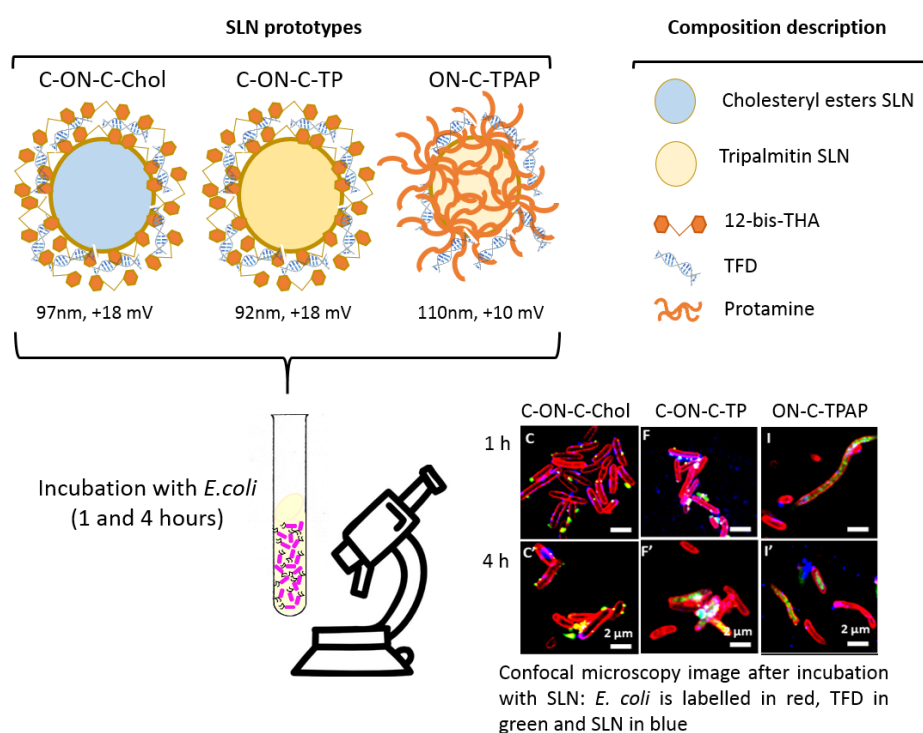 SLN prototypes
Composition description
C-ON-C-Chol
C-ON-C-TP
ON-C-TPAP
97nm, +18 mV
92nm, +18 mV
110nm, +10 mV
Cholesteryl esters SLN
Tripalmitin SLN
12-bis-THA
TFD
Protamine
Incubation with E.coli
(1 and 4 hours)
C-ON-C-Chol
C-ON-C-TP
ON-C-TPAP
1 h
C
F
I
4 h
C'
F'
I'
2 μm
2 μm
2 μm
Confocal microscopy image after incubation
with SLN: E. coli is labelled in red, TFD in
green and SLN in blue